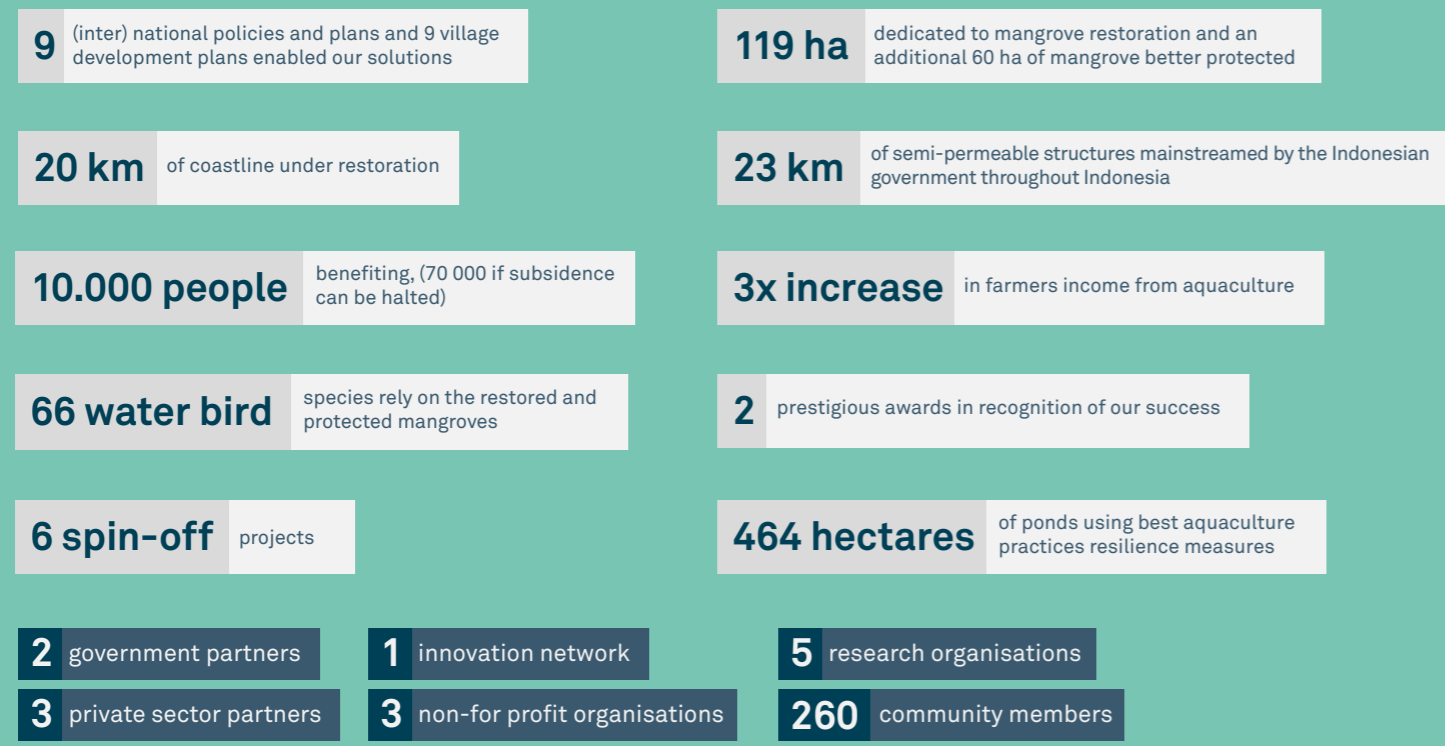 9 (inter) national policies and plans and 9 village
development plans enabled our solutions
119 ha dedicated to mangrove restoration and an
additional 60 ha of mangrove better protected
20 km of coastline under restoration
23 km of semi-permeable structures mainstreamed by the Indonesian
government throughout Indonesia
10.000 people benefiting, (70 000 if subsidence
can be halted)
3x increase in farmers income from aquaculture
66 water bird species rely on the restored and
protected mangroves
2 prestigious awards in recognition of our success
6 spin-off projects
464 hectares of ponds using best aquaculture
practices resilience measures
2 government partners
1 innovation network
5 research organisations
3 private sector partners
3 non-for profit organisations
260 community members